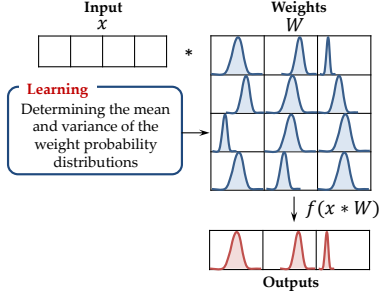 Input
x
*
Weights
W
Learning
Determining the mean
and variance of the
weight probability
distributions
f(x * W)
Outputs